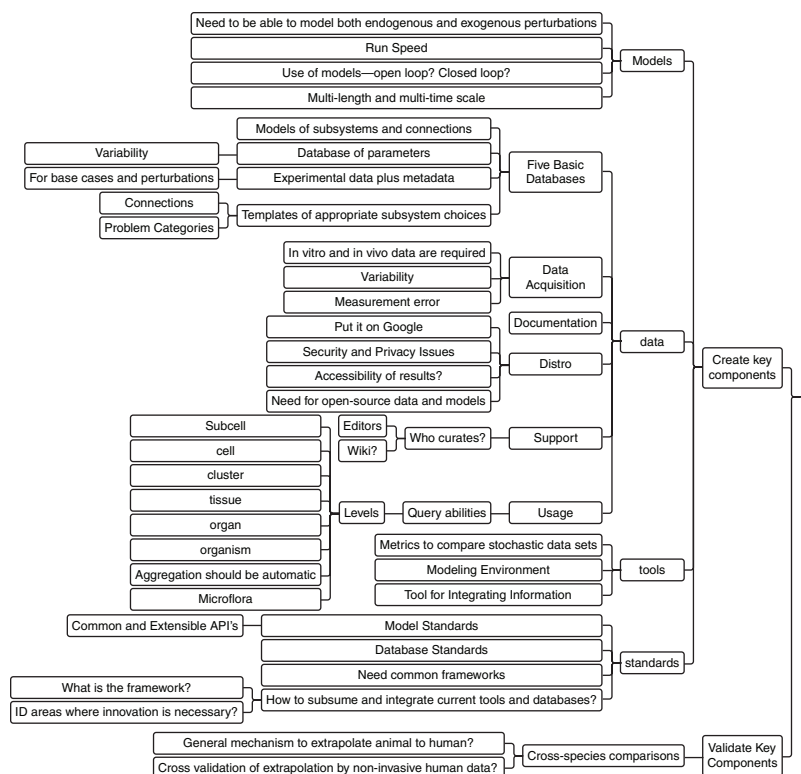 Need to be able to model both endogenous and exogenous perturbations
Run Speed
Use of models—open loop? Closed loop?
Multi-length and multi-time scale
Models
Models of subsystems and connections
Variability
Database of parameters
For base cases and perturbations
Experimental data plus metadata
Connections
Problem Categories
Templates of appropriate subsystem choices
Five Basic
Databases
In vitro and in vivo data are required
Variability
Measurement error
Data
Acquisition
Documentation
Put it on Google
Security and Privacy Issues
Accessibility of results?
Need for open-source data and models
Distro
data
Create key
components
Editors
Wiki?
Who curates?
Support
Subcell
cell
cluster
tissue
organ
organism
Aggregation should be automatic
Microflora
Levels
Query abilities
Usage
Metrics to compare stochastic data sets
Modeling Environment
Tool for Integrating Information
tools
Common and Extensible API's
Model Standards
Database Standards
Need common frameworks
What is the framework?
ID areas where innovation is necessary?
How to subsume and integrate current tools and databases?
standards
General mechanism to extrapolate animal to human?
Cross validation of extrapolation by non-invasive human data?
Cross-species comparisons
Validate Key
Components